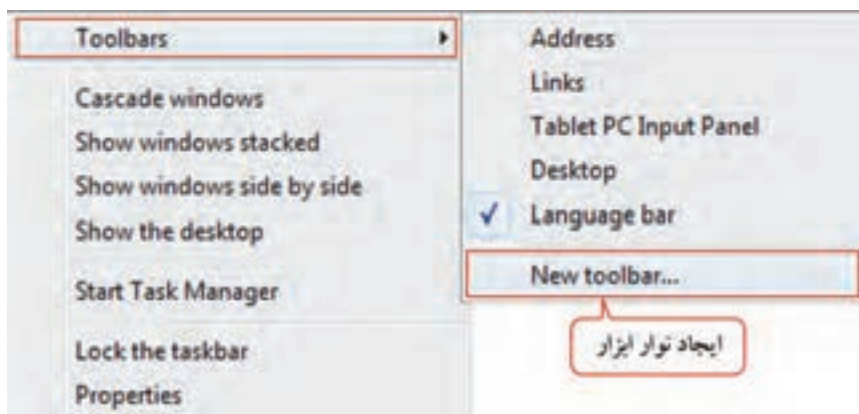 Toolbars
Cascade windows
Show windows stacked
Show windows side by side
Show the desktop
Start Task Manager
Lock the taskbar
Properties
Address
Links
Tablet PC Input Panel
Desktop
Language bar
New toolbar...
ایجاد نوار ابزار